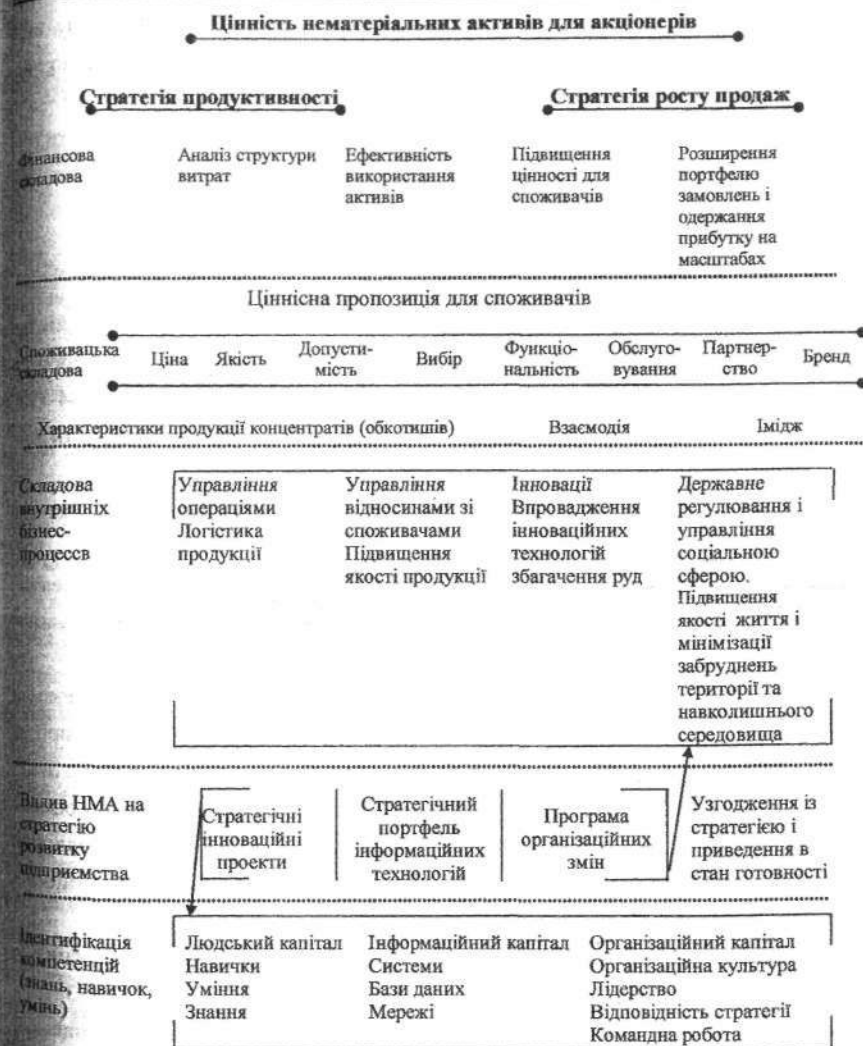 Цінність нематеріальних активів для акціонерів
Стратегія продуктивності
Стратегія росту продаж
Фінансова
складова
Аналіз структури
витрат
Ефективність
використання
активів
Підвищення
цінності для
споживачів
Розширення
портфелю
замовлень і
одержання
прибутку на
масштабах
Ціннісна пропозиція для споживачів
Споживацька
складова
Ціна
Якість
Допусти-
мість
Вибір
Функціо-
нальність
Обслуго-
вування
Партнер-
ство
Бренд
Характеристики продукції концентратів (обкотишів)
Взаємодія
Імідж
Складова
внутрішніх
бізнес-
процесів
Управління
операціями
Логістика
продукції
Управління
відносинами зі
споживачами
Підвищення
якості продукції
Інновації
Впровадження
інноваційних
технологій
збагачення руд
Державне
регулювання і
управління
соціальною
сферою.
Підвищення
якості життя і
мінімізації
забруднень
території та
навколишнього
середовища
Вплив НМА на
стратегію
розвитку
підприємства
Стратегічні
інноваційні
проекти
Стратегічний
портфель
інформаційних
технологій
Програма
організаційних
змін
Узгодження із
стратегією і
приведення в
стан готовності
Ідентифікація
компетенцій
(знань, навичок,
умінь)
Людський капітал
Навички
Уміння
Знання
Інформаційний капітал
Системи
Бази даних
Мережі
Організаційний капітал
Організаційна культура
Лідерство
Відповідність стратегії
Командна робота